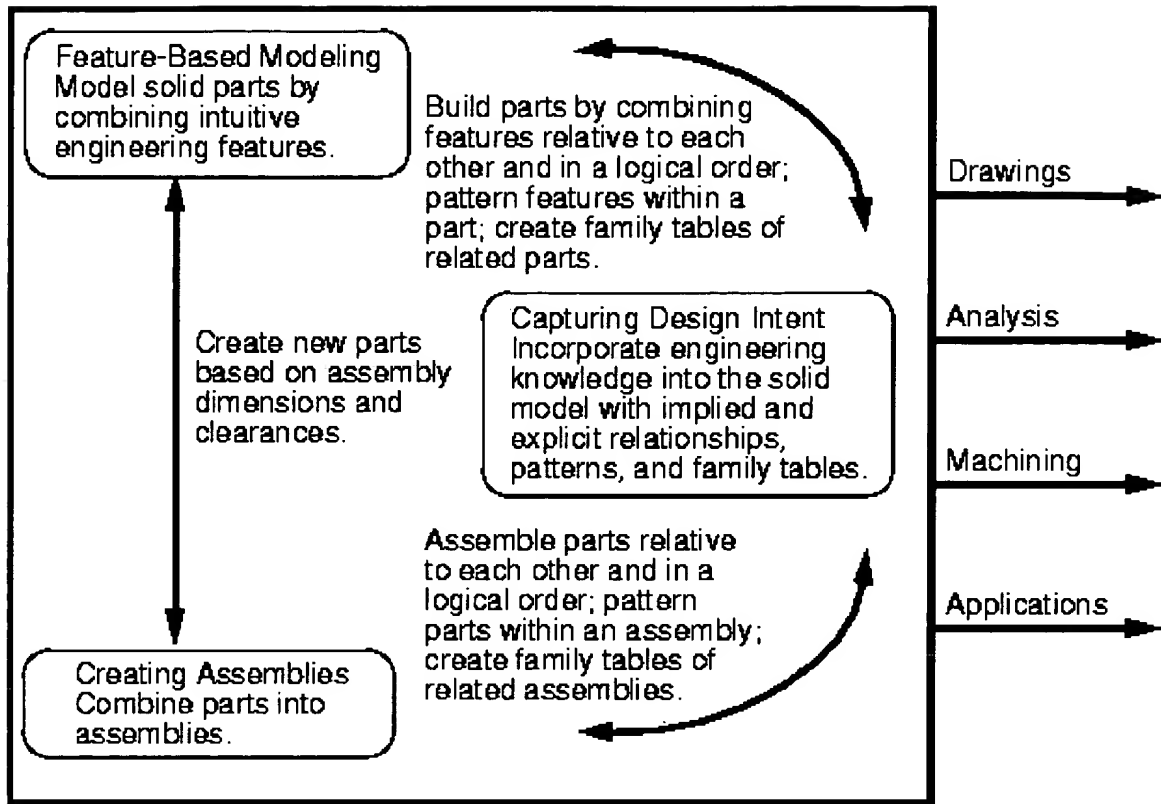 Feature-Based Modeling
Model solid parts by
combining intuitive
engineering features.
Build parts by combining
features relative to each
other and in a logical order;
pattern features within a
part; create family tables of
related parts.
Create new parts
based on assembly
dimensions and
clearances.
Capturing Design Intent
Incorporate engineering
knowledge into the solid
model with implied and
explicit relationships,
patterns, and family tables.
Assemble parts relative
to each other and in a
logical order; pattern
parts within an assembly;
create family tables of
related assemblies.
Creating Assemblies
Combine parts into
assemblies.
Drawings
Analysis
Machining
Applications